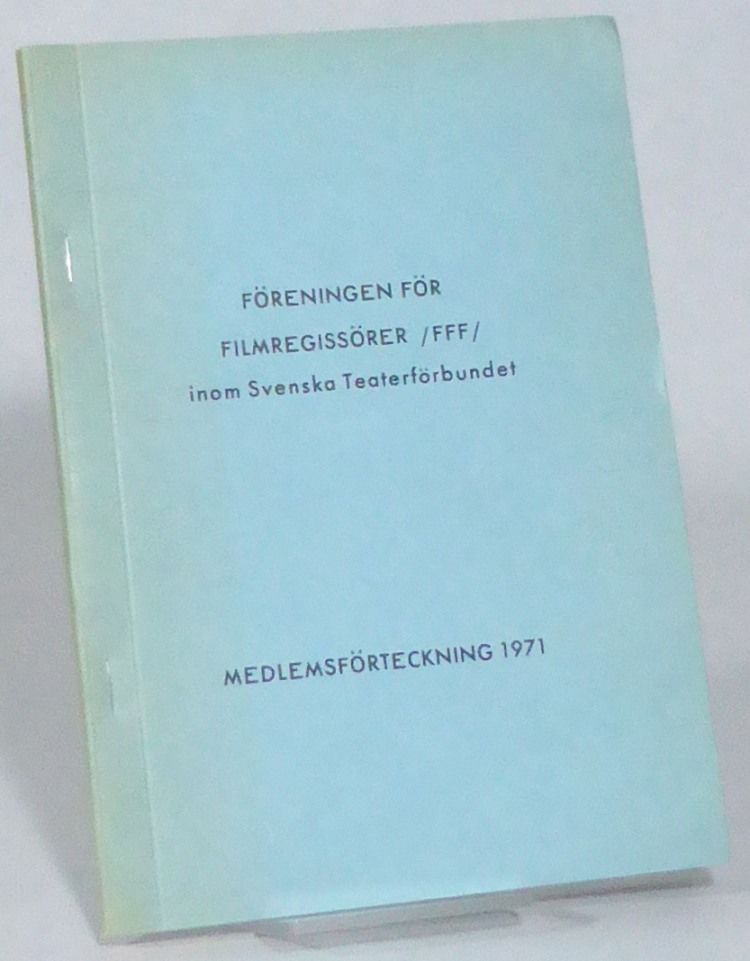 FÖRENINGEN FÖR
FILMREGISSÖRER /FFF/
inom Svenska Teaterförbundet
MEDLEMSFÖRTECKNING 1971